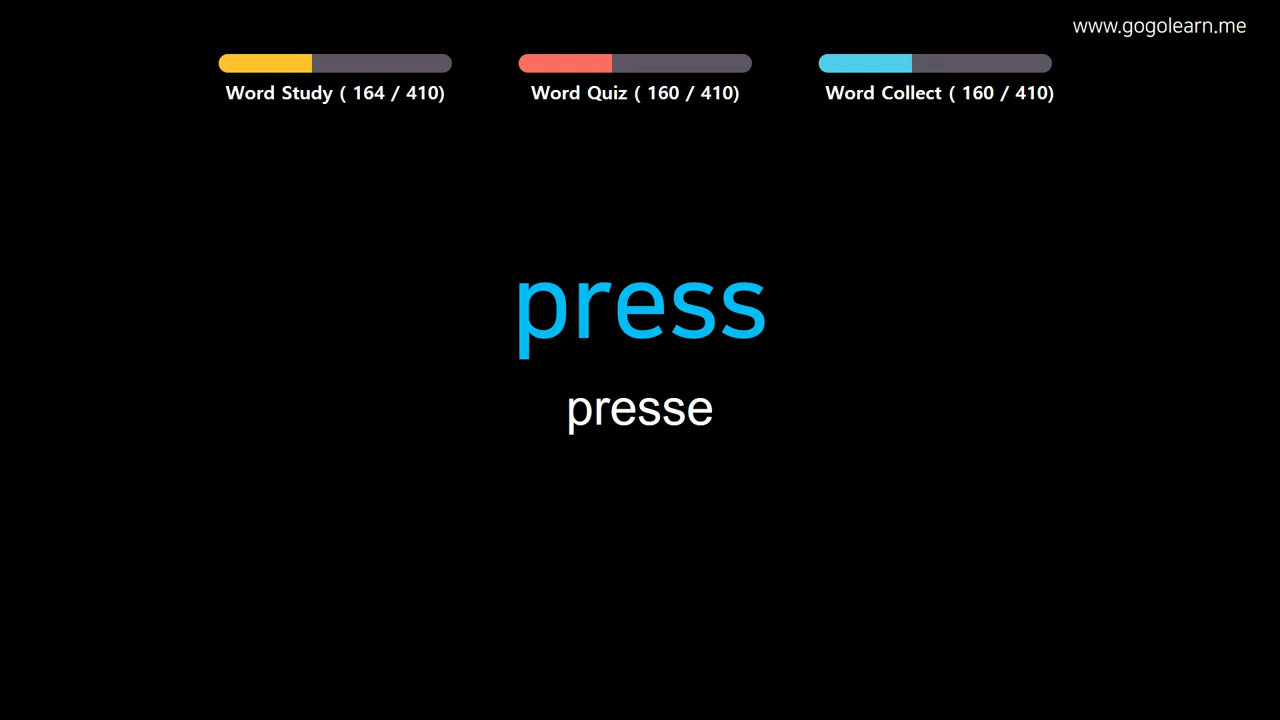 www.gogolearn.me
Word Study ( 164 / 410)
Word Quiz ( 160 / 410)
Word Collect ( 160 / 410)
press
presse